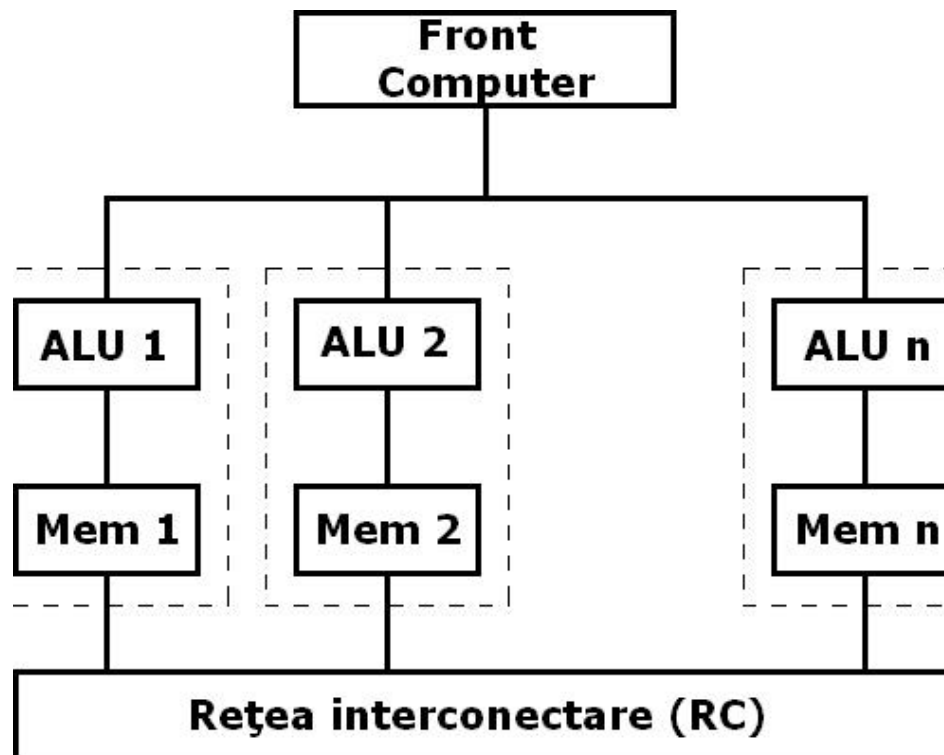 Front
Computer
ALU 1
ALU 2
ALU n
Mem 1
Mem 2
Mem n
Reţea interconectare (RC)